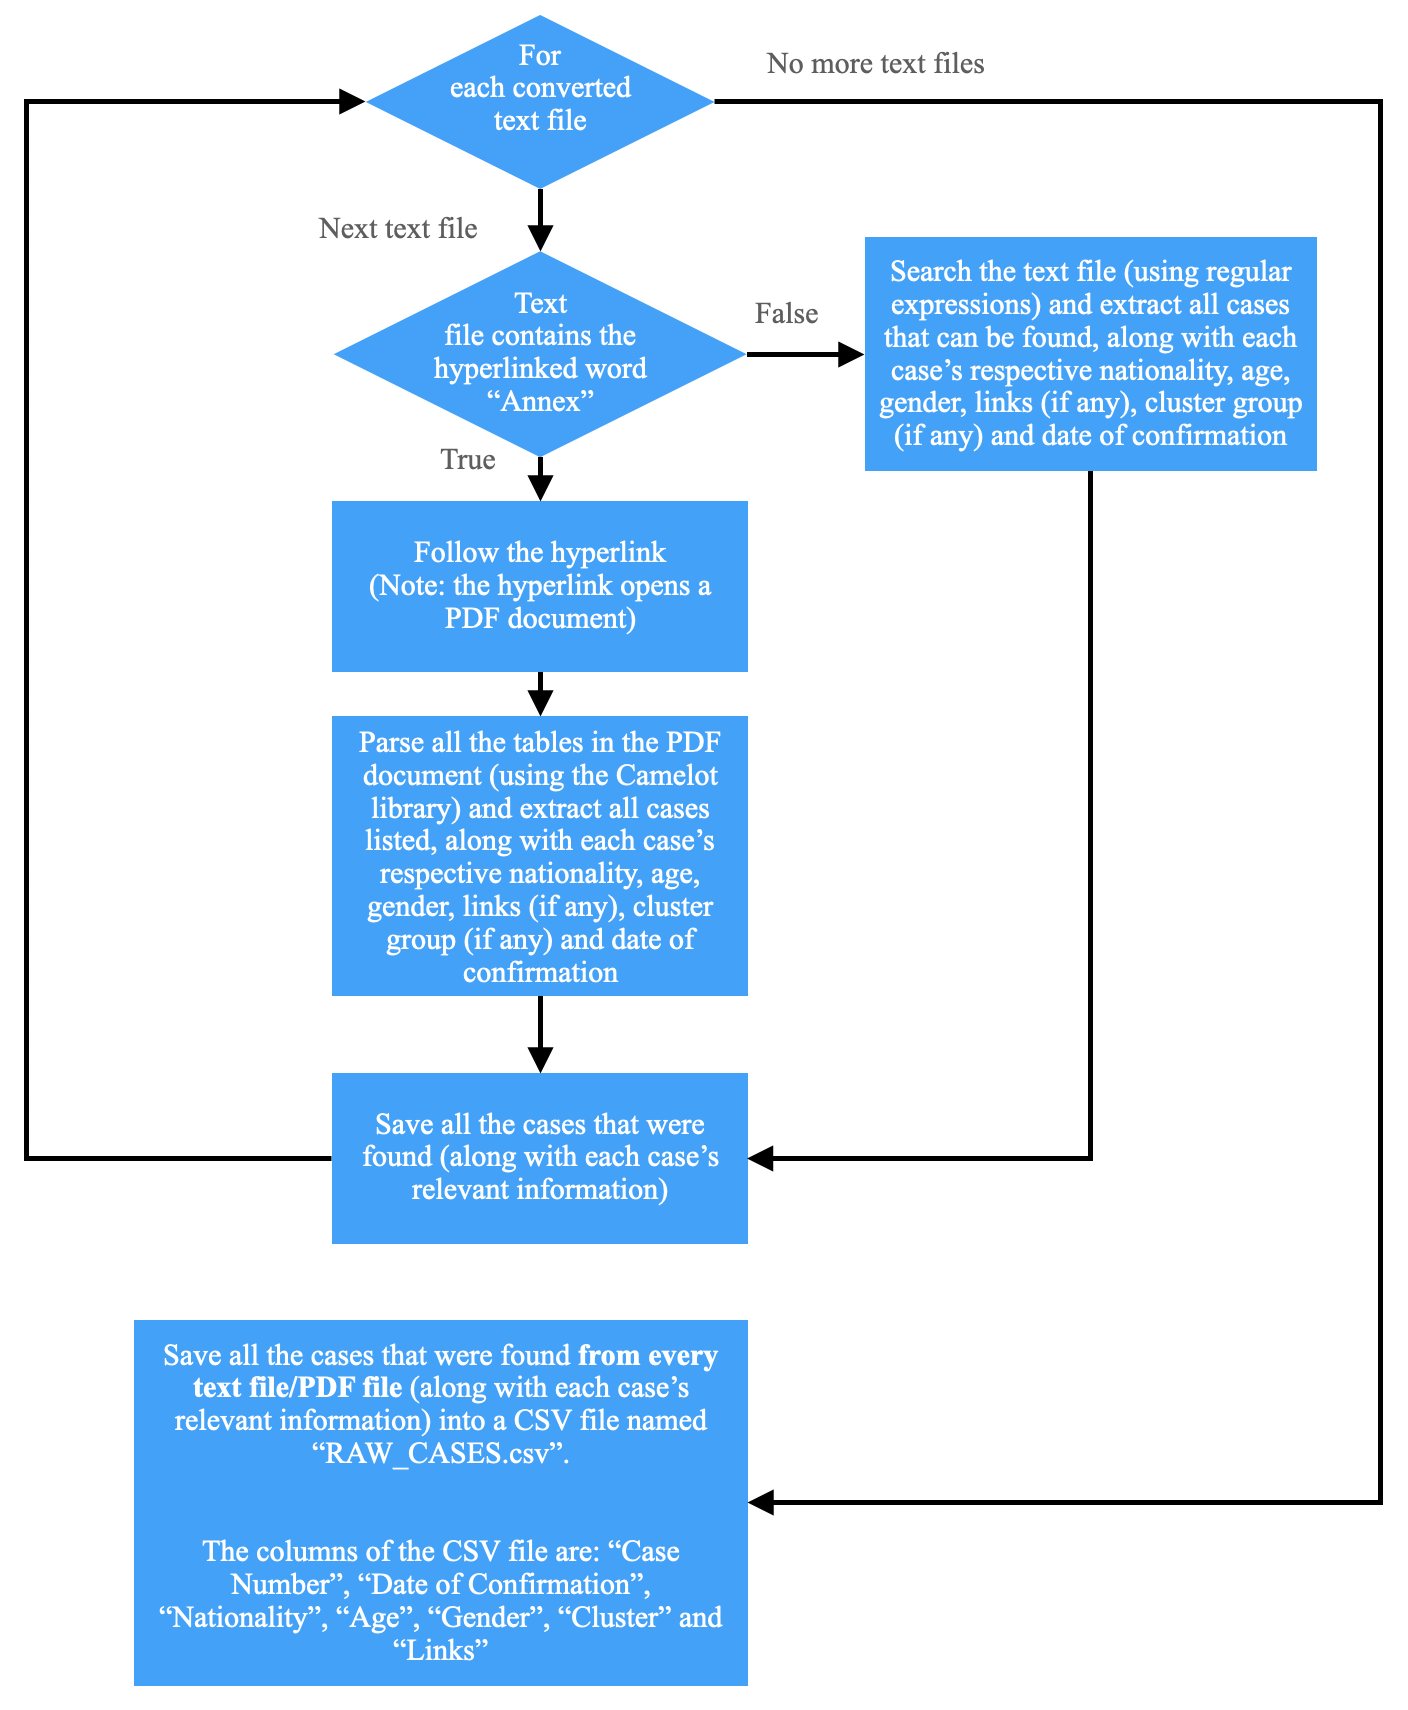 For
each converted
text file
No more text files
Next text file
Text
file contains the
hyperlinked word
“Annex”
False
Search the text file (using regular
expressions) and extract all cases
that can be found, along with each
case’s respective nationality, age,
gender, links (if any), cluster group
(if any) and date of confirmation
True
Follow the hyperlink
(Note: the hyperlink opens a
PDF document)
Parse all the tables in the PDF
document (using the Camelot
library) and extract all cases
listed, along with each case’s
respective nationality, age,
gender, links (if any), cluster
group (if any) and date of
confirmation
Save all the cases that were
found (along with each case’s
relevant information)
Save all the cases that were found from every
text file/PDF file (along with each case’s
relevant information) into a CSV file named
“RAW_CASES.csv”.
The columns of the CSV file are: “Case
Number”, “Date of Confirmation”,
“Nationality”, “Age”, “Gender”, “Cluster” and
“Links”